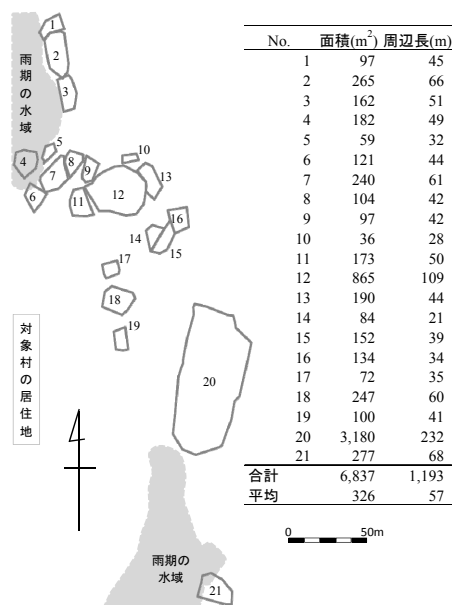 雨期の水域
1
2
3
4
5
6
7
8
9
10
11
12
13
14
15
16
17
18
19
20
21
対象村の居住地
雨期の
水域
No. 面積(m²) 周辺長(m)
1 97 45
2 265 66
3 162 51
4 182 49
5 59 32
6 121 44
7 240 61
8 104 42
9 97 42
10 36 28
11 173 50
12 865 109
13 190 44
14 84 21
15 152 39
16 134 34
17 72 35
18 247 60
19 100 41
20 3,180 232
21 277 68
合計 6,837 1,193
平均 326 57
0 50m